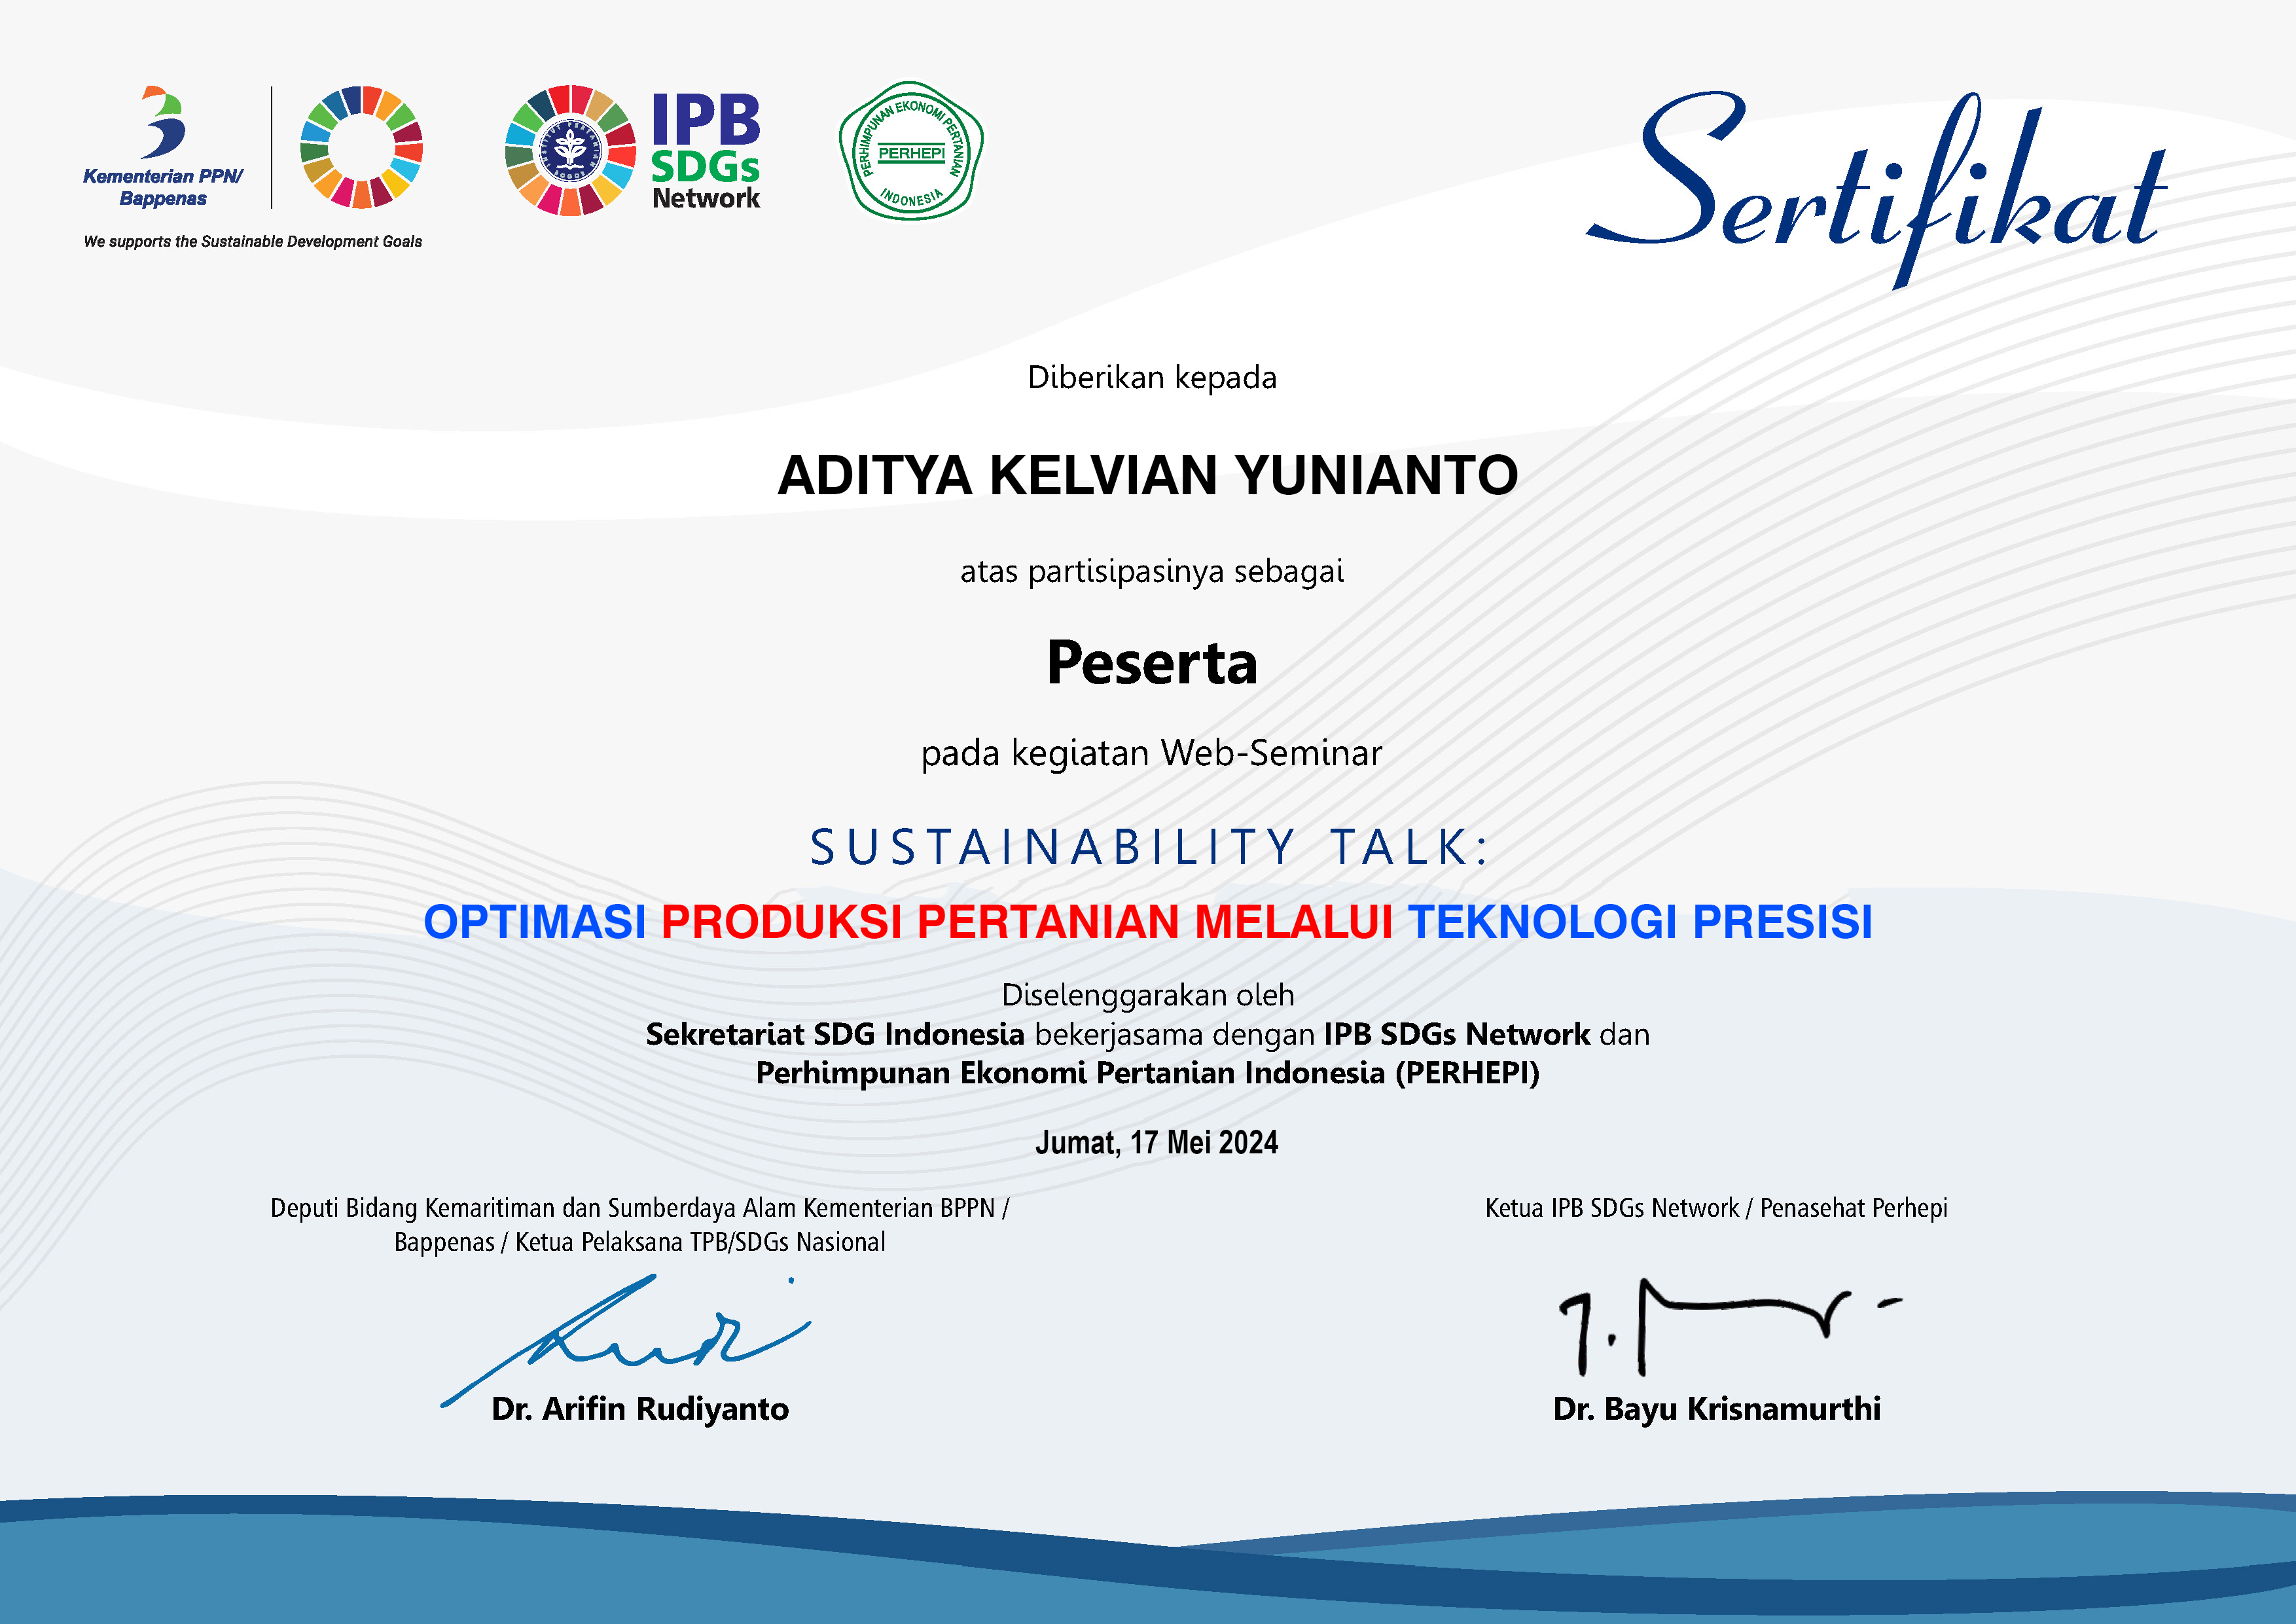 Kementerian PPN/
Bappenas
We supports the Sustainable Development Goals
INSTITUT PERTANIAN BOGOR
IPB
SDGs
Network
PERHIMPUNAN EKONOMI PERTANIAN
PERHEPI
INDONESIA
Sertifikat
Diberikan kepada
ADITYA KELVIAN YUNIANTO
atas partisipasinya sebagai
Peserta
pada kegiatan Web-Seminar
SUSTAINABILITY TALK:
OPTIMASI PRODUKSI PERTANIAN MELALUI TEKNOLOGI PRESISI
Diselenggarakan oleh
Sekretariat SDG Indonesia bekerjasama dengan IPB SDGs Network dan
Perhimpunan Ekonomi Pertanian Indonesia (PERHEPI)
Jumat, 17 Mei 2024
Deputi Bidang Kemaritiman dan Sumberdaya Alam Kementerian BPPN /
Bappenas / Ketua Pelaksana TPB/SDGs Nasional
Dr. Arifin Rudiyanto
Ketua IPB SDGs Network / Penasehat Perhepi
Dr. Bayu Krisnamurthi